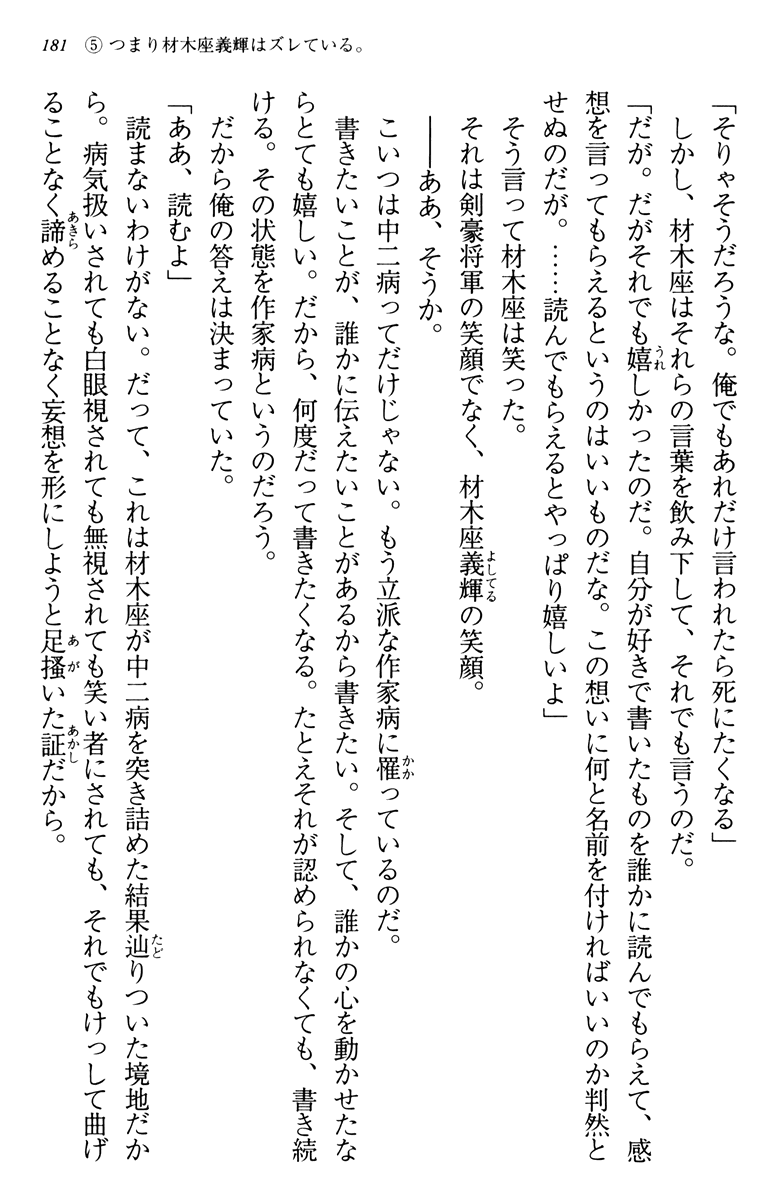 181 ⑤ つまり材木座義輝はズレている。
「そりゃそうだろうな。俺でもあれだけ言われたら死にたくなる」
しかし、材木座はそれらの言葉を飲み下して、それでも言うのだ。
「だが。だがそれでも嬉しかったのだ。自分が好きで書いたものを誰かに読んでもらえて、感
想を言ってもらえるというのはいいものだな。この想いに何と名前を付ければいいのか判然と
せぬのだが。……読んでもらえるとやっぱり嬉しいよ」
そう言って材木座は笑った。
それは剣豪将軍の笑顔でなく、材木座義輝の笑顔。
――ああ、そうか。
こいつは中二病ってだけじゃない。もう立派な作家病に罹っているのだ。
書きたいことが、誰かに伝えたいことがあるから書きたい。そして、誰かの心を動かせたな
らとても嬉しい。だから、何度だって書きたくなる。たとえそれが認められなくても、書き続
ける。その状態を作家病というのだろう。
だから俺の答えは決まっていた。
「ああ、読むよ」
読まないわけがない。だって、これは材木座が中二病を突き詰めた結果辿りついた境地だか
ら。病気扱いされても白眼視されても無視されても笑い者にされても、それでもけっして曲げ
ることなく諦めることなく妄想を形にしようと足掻いた証だから。